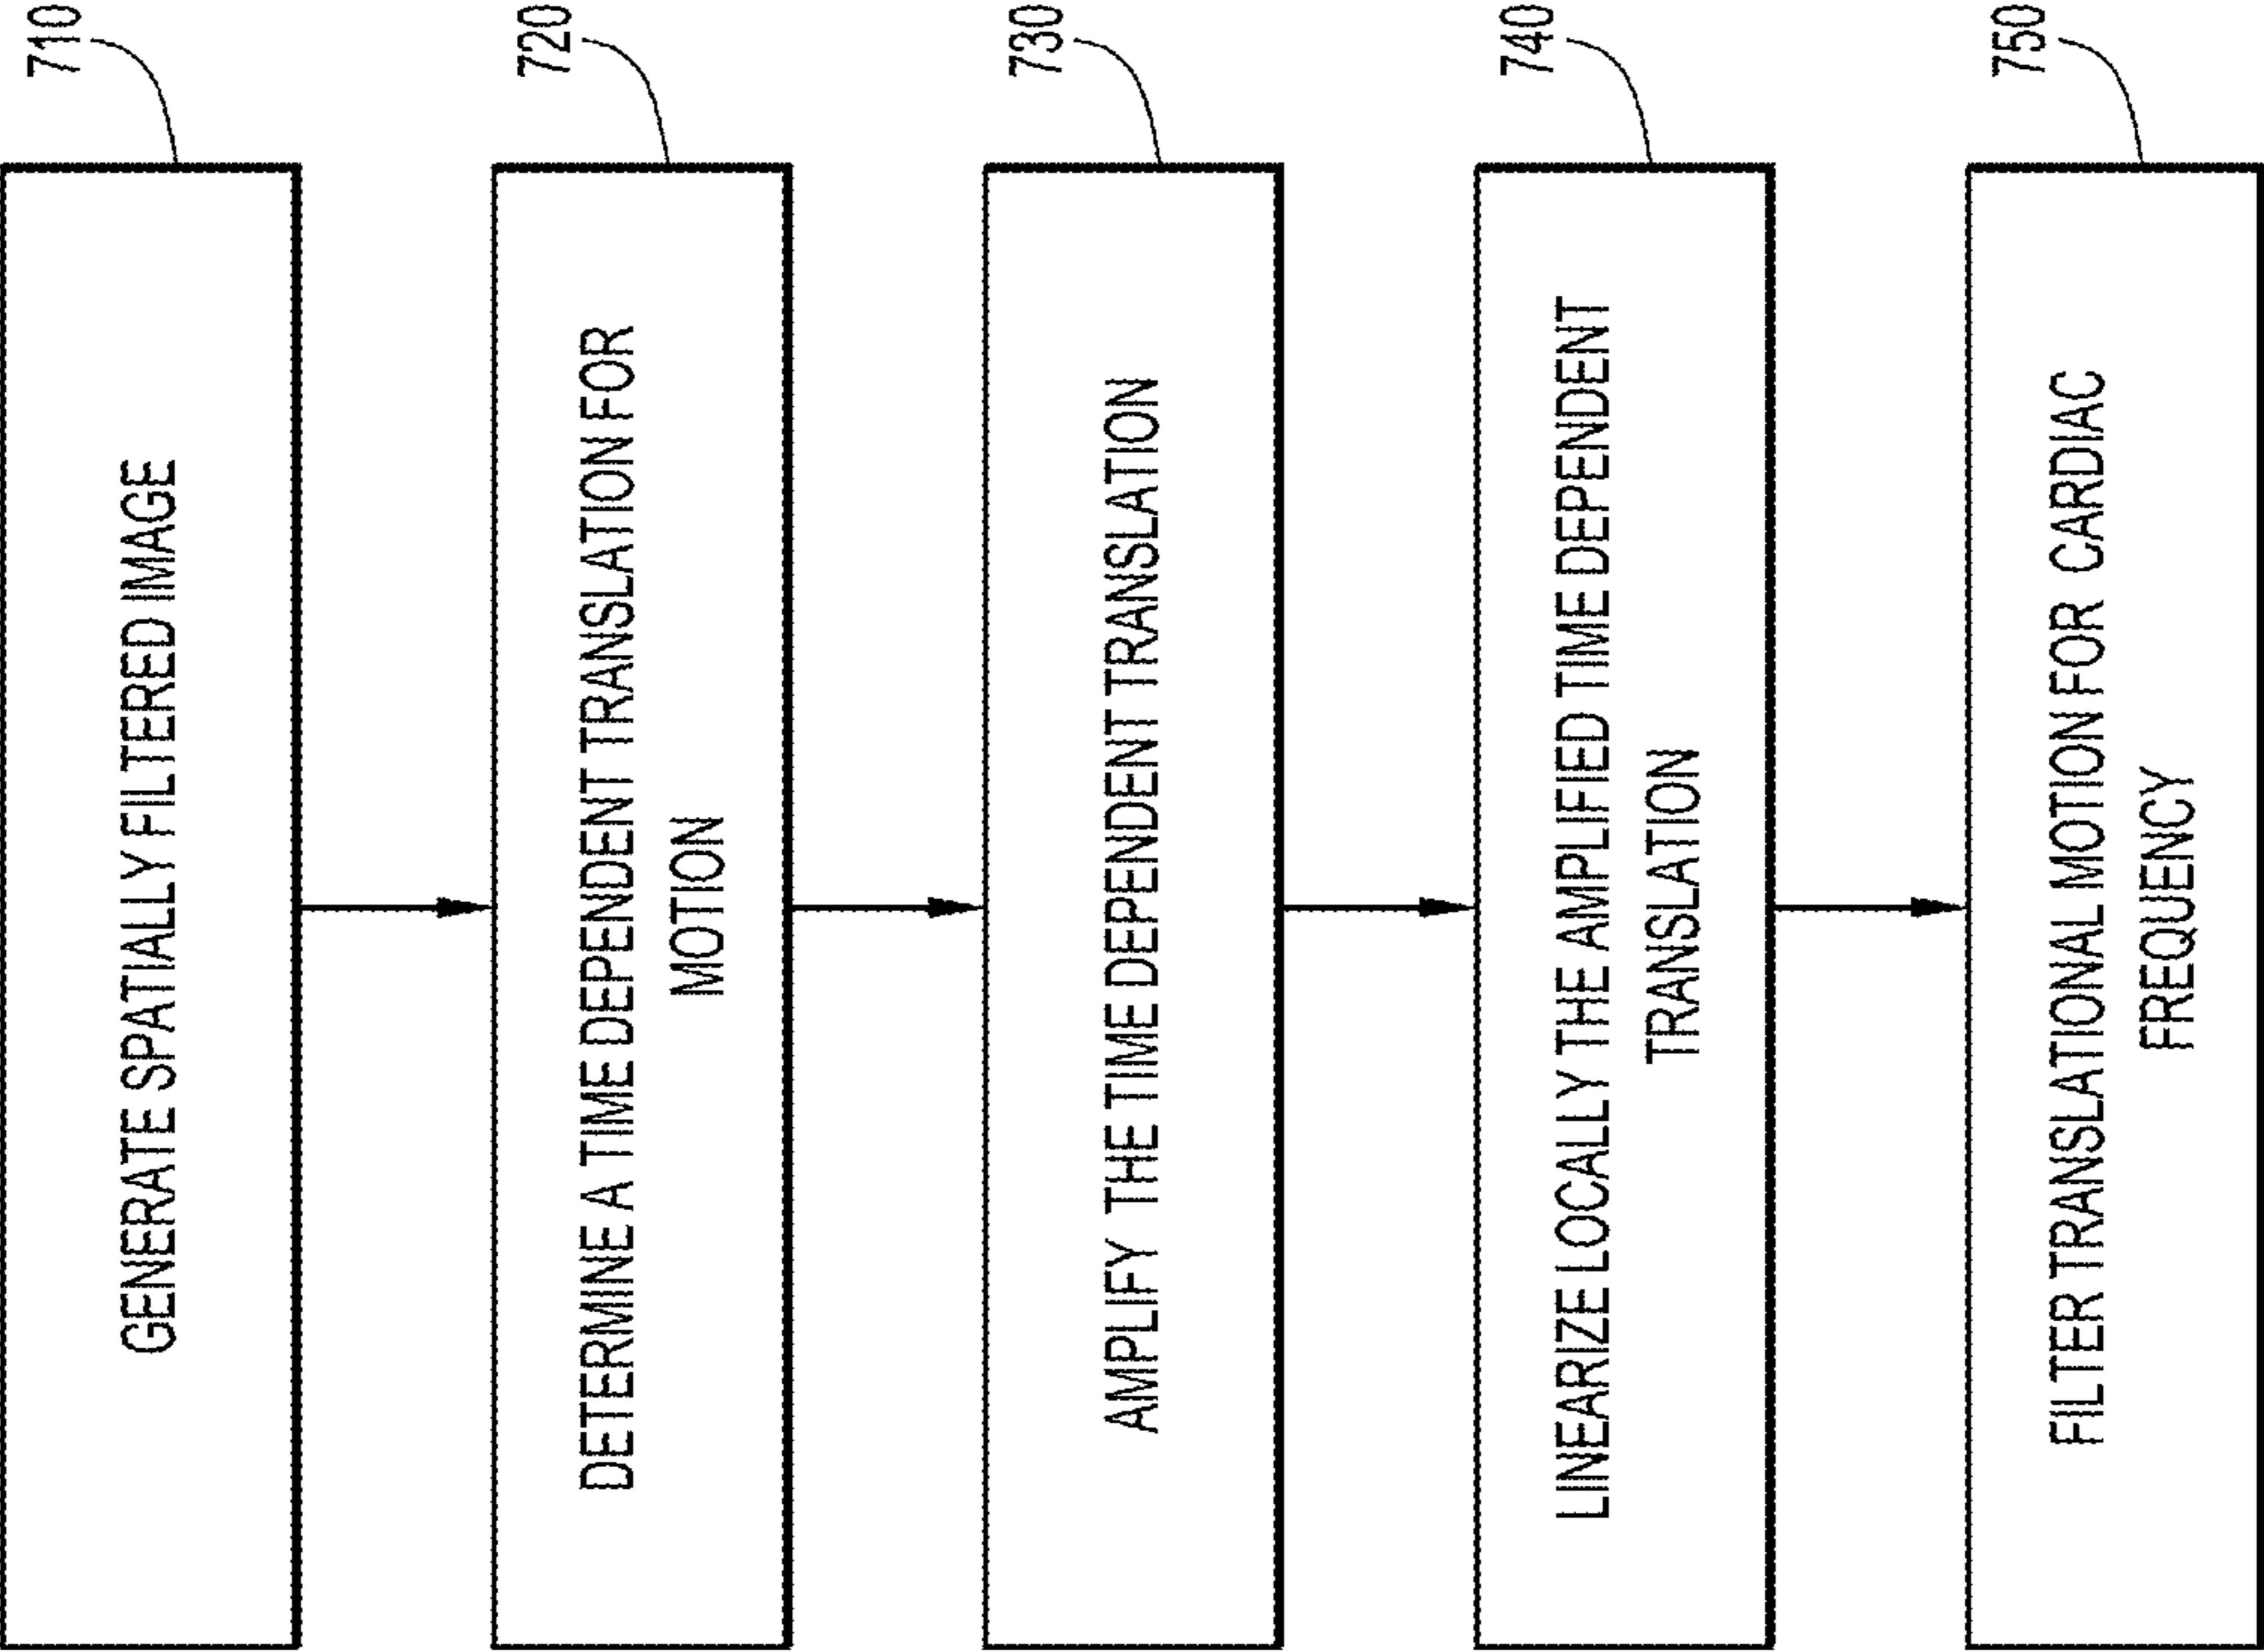 710
GENERATE SPATIALLY FILTERED IMAGE
720
DETERMINE A TIME DEPENDENT TRANSLATION FOR
MOTION
730
AMPLIFY THE TIME DEPENDENT TRANSLATION
740
LINEARIZE LOCALLY THE AMPLIFIED TIME DEPENDENT
TRANSLATION
750
FILTER TRANSLATIONAL MOTION FOR CARDIAC
FREQUENCY